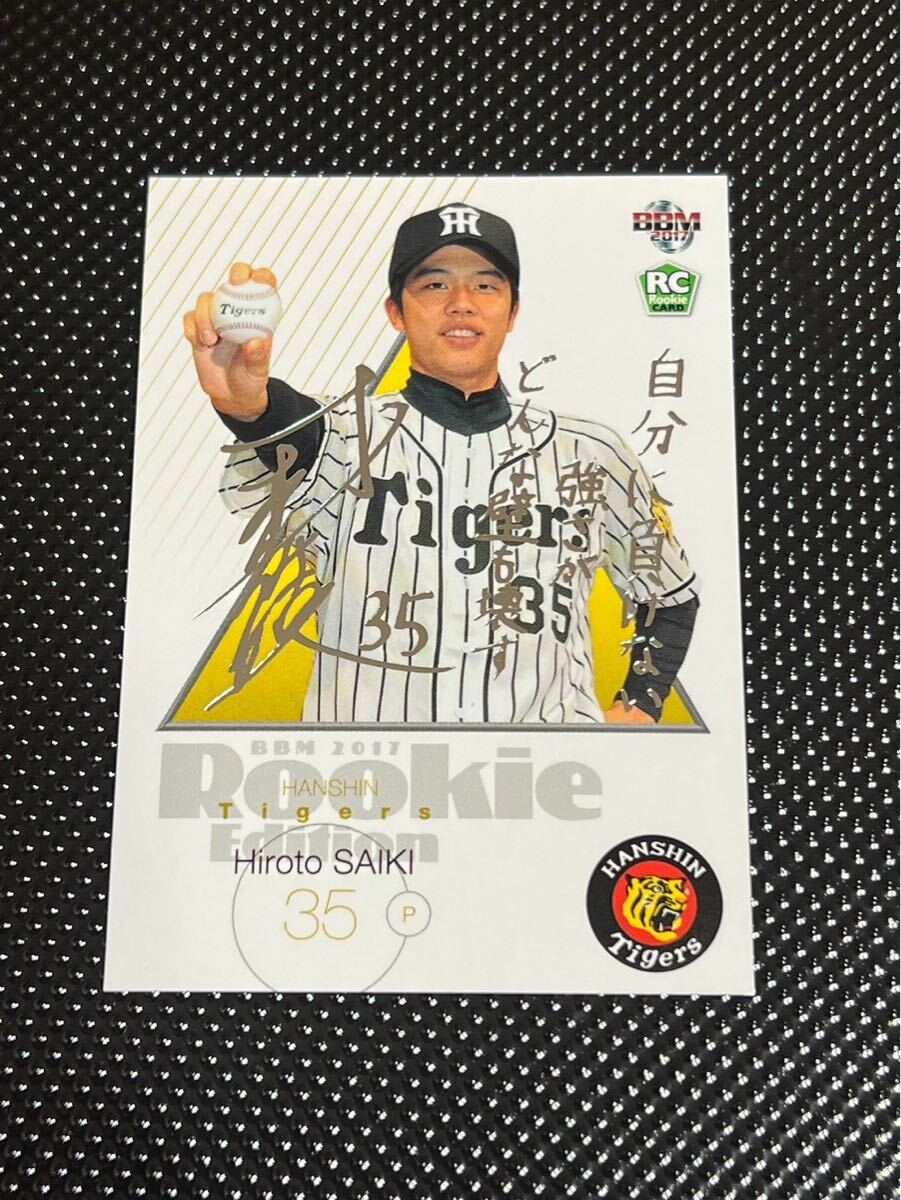 BBM
2017
RC
Rookie
CARD
Tigers
自分に負けない
強さが
どんな壁も壊す
Tigers
35
35
BBM 2017
Rookie
Edition
HANSHIN
Tigers
Hiroto SAIKI
35
P
HANSHIN
Tigers